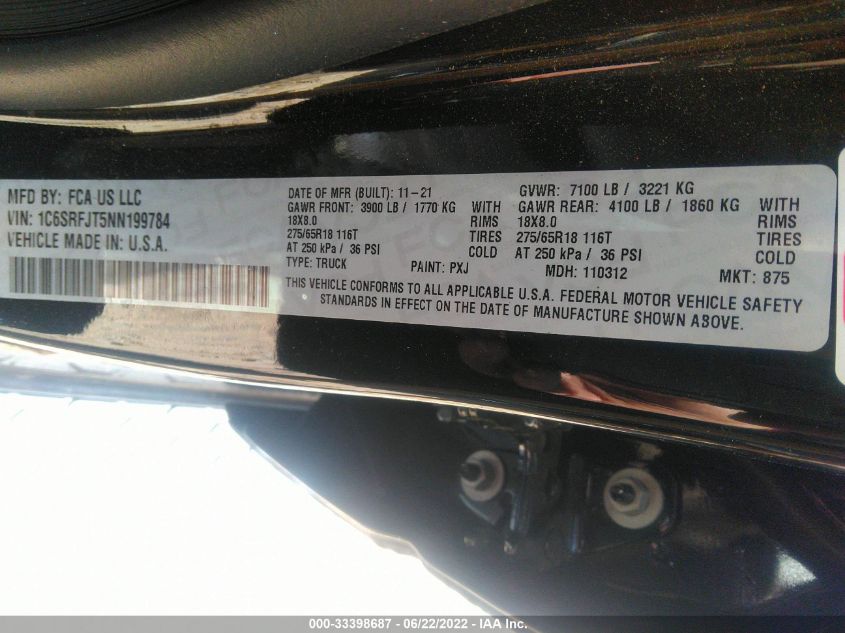 MFD BY: FCA US LLC
VIN: 1C6SRFJT5NN199784
VEHICLE MADE IN: U.S.A.
DATE OF MFR (BUILT): 11-21
GAWR FRONT: 3900 LB / 1770 KG WITH
18X8.0 RIMS
275/65R18 116T TIRES
AT 250 kPa / 36 PSI COLD
TYPE: TRUCK PAINT: PXJ
GVWR: 7100 LB / 3221 KG
GAWR REAR: 4100 LB / 1860 KG WITH
18X8.0 RIMS
275/65R18 116T TIRES
AT 250 kPa / 36 PSI COLD
MDH: 110312 MKT: 875
THIS VEHICLE CONFORMS TO ALL APPLICABLE U.S.A. FEDERAL MOTOR VEHICLE SAFETY
STANDARDS IN EFFECT ON THE DATE OF MANUFACTURE SHOWN ABOVE.
000-33398687 - 06/22/2022 - IAA Inc.